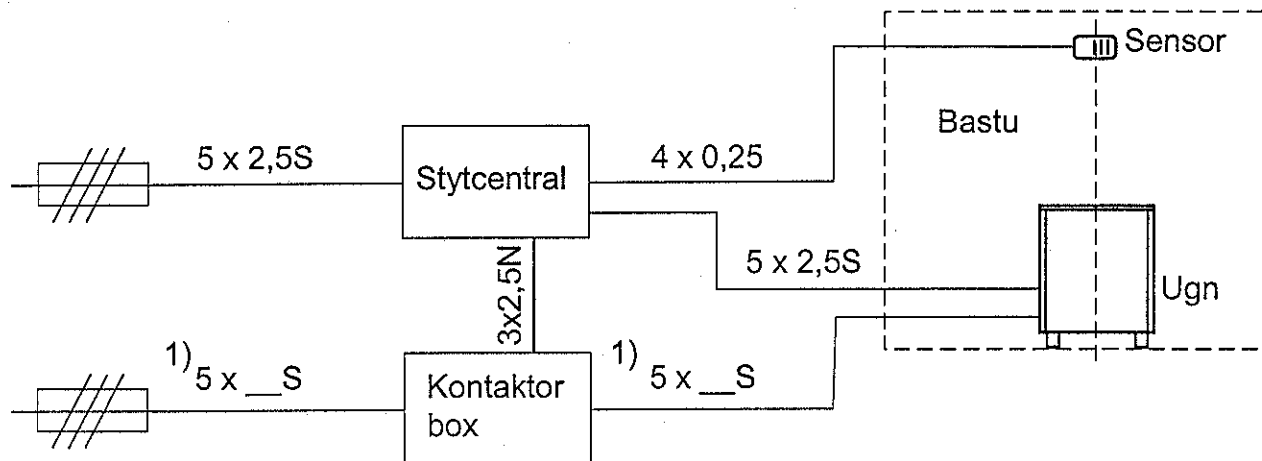 Sensor
Bastu
5 x 2,5S
Stytcentral
4 x 0,25
3x2,5N
5 x 2,5S
Ugn
1) 5 x __S
Kontaktor
box
1) 5 x __S